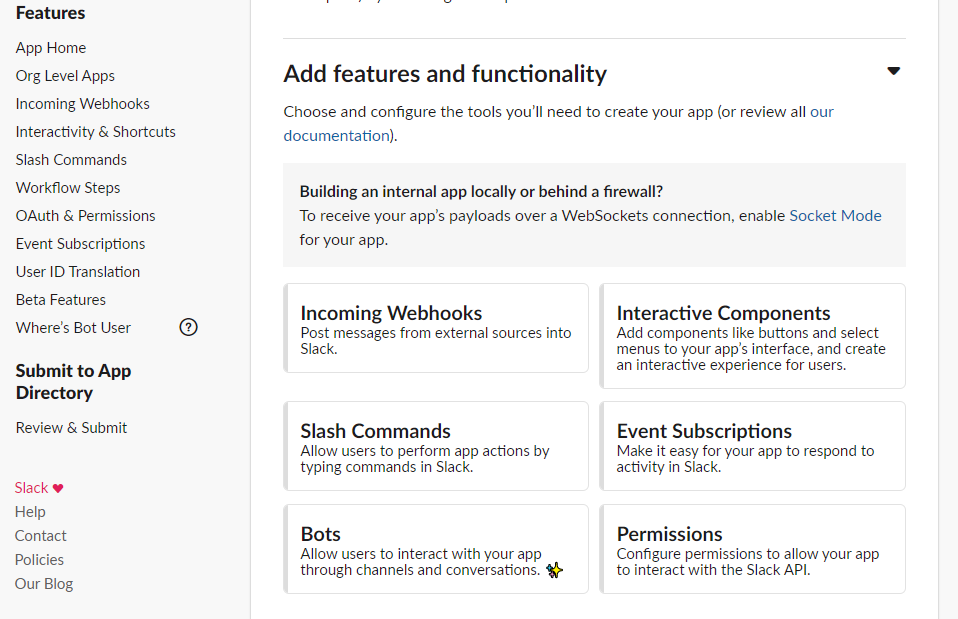 Features
App Home
Org Level Apps
Incoming Webhooks
Interactivity & Shortcuts
Slash Commands
Workflow Steps
OAuth & Permissions
Event Subscriptions
User ID Translation
Beta Features
Where's Bot User
?
Submit to App
Directory
Review & Submit
Slack ♥
Help
Contact
Policies
Our Blog
Add features and functionality
Choose and configure the tools you'll need to create your app (or review all our
documentation).
Building an internal app locally or behind a firewall?
To receive your app's payloads over a WebSockets connection, enable Socket Mode
for your app.
Incoming Webhooks
Post messages from external sources into
Slack.
Interactive Components
Add components like buttons and select
menus to your app's interface, and create
an interactive experience for users.
Slash Commands
Allow users to perform app actions by
typing commands in Slack.
Event Subscriptions
Make it easy for your app to respond to
activity in Slack.
Bots
Allow users to interact with your app
through channels and conversations. ✨
Permissions
Configure permissions to allow your app
to interact with the Slack API.